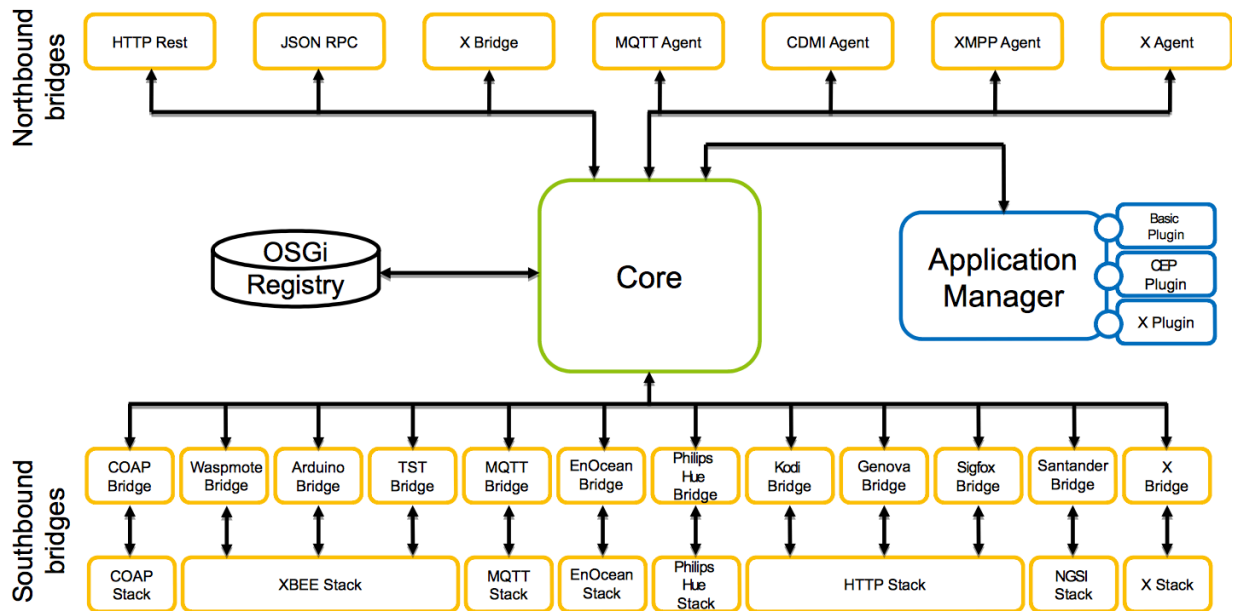 Northbound
bridges
HTTP Rest
JSON RPC
X Bridge
MQTT Agent
CDMI Agent
XMPP Agent
X Agent
OSGi
Registry
Core
Application
Manager
Basic
Plugin
CEP
Plugin
X Plugin
Southbound
bridges
COAP
Bridge
Waspmote
Bridge
Arduino
Bridge
TST
Bridge
MQTT
Bridge
EnOcean
Bridge
Philips
Hue
Bridge
Kodi
Bridge
Genova
Bridge
Sigfox
Bridge
Santander
Bridge
X
Bridge
COAP
Stack
XBEE Stack
MQTT
Stack
EnOcean
Stack
Philips
Hue Stack
HTTP Stack
NGSI
Stack
X Stack